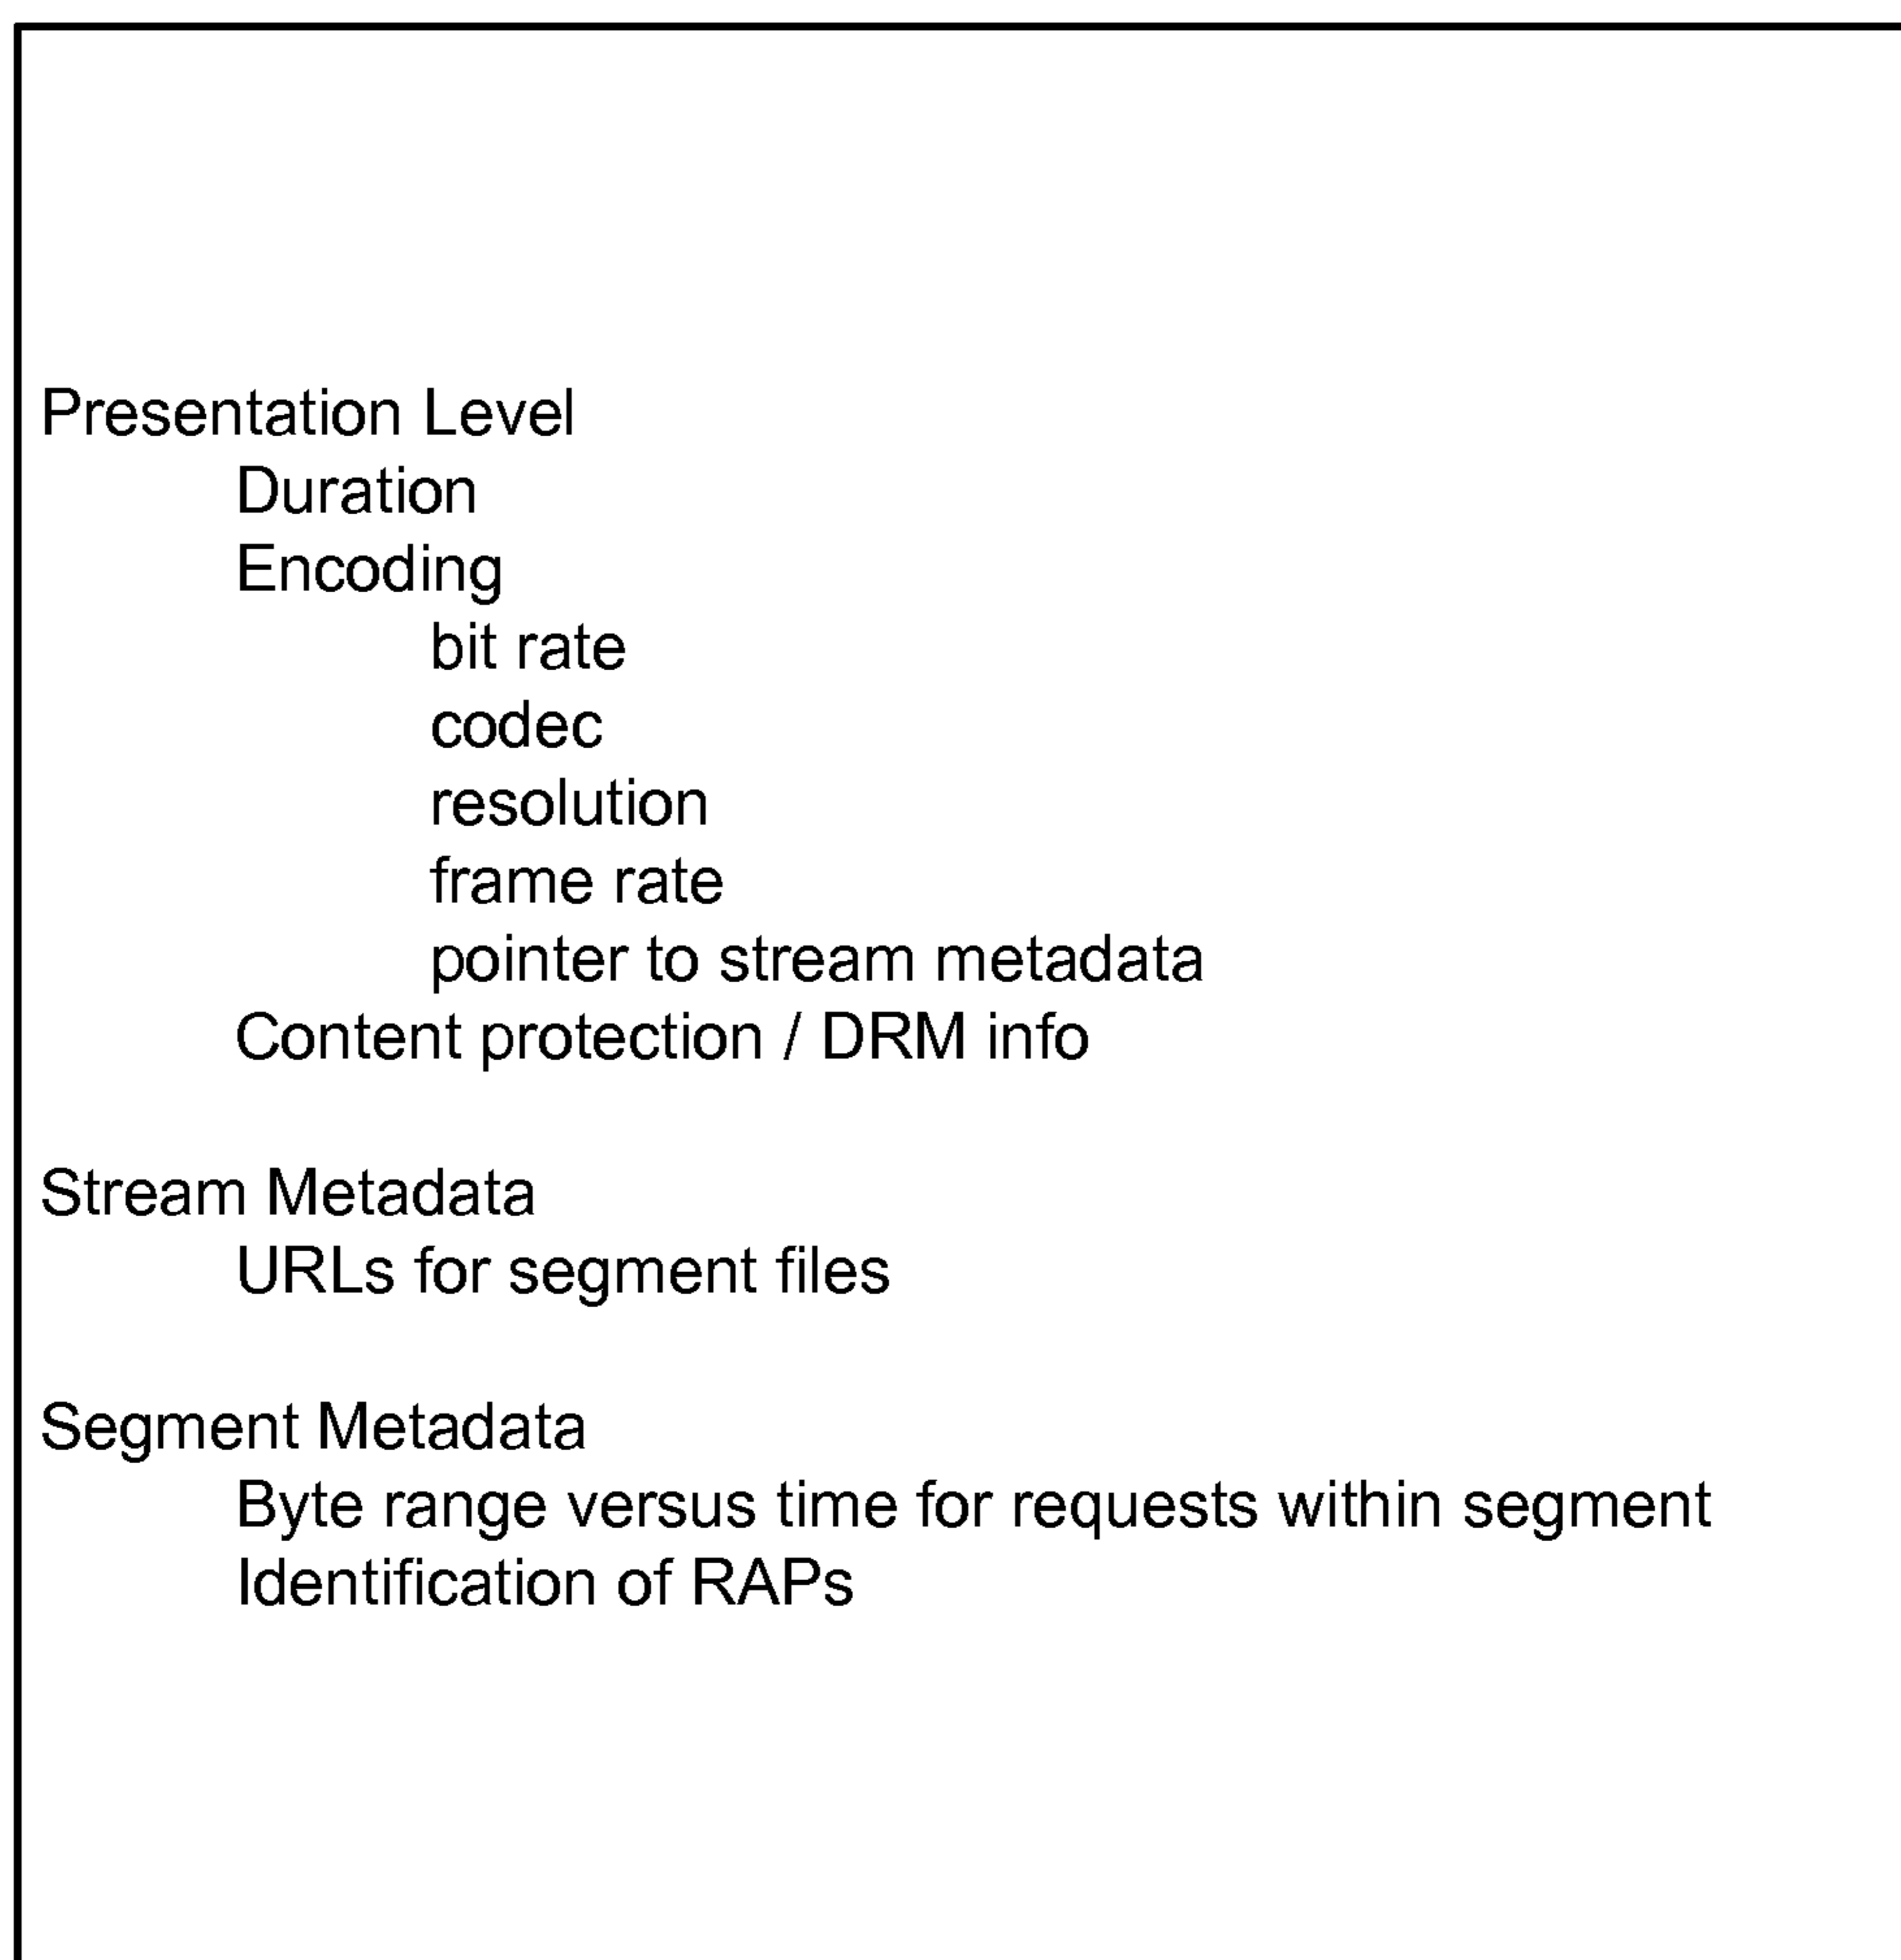 Presentation Level
Duration
Encoding
bit rate
codec
resolution
frame rate
pointer to stream metadata
Content protection / DRM info
Stream Metadata
URLs for segment files
Segment Metadata
Byte range versus time for requests within segment
Identification of RAPs